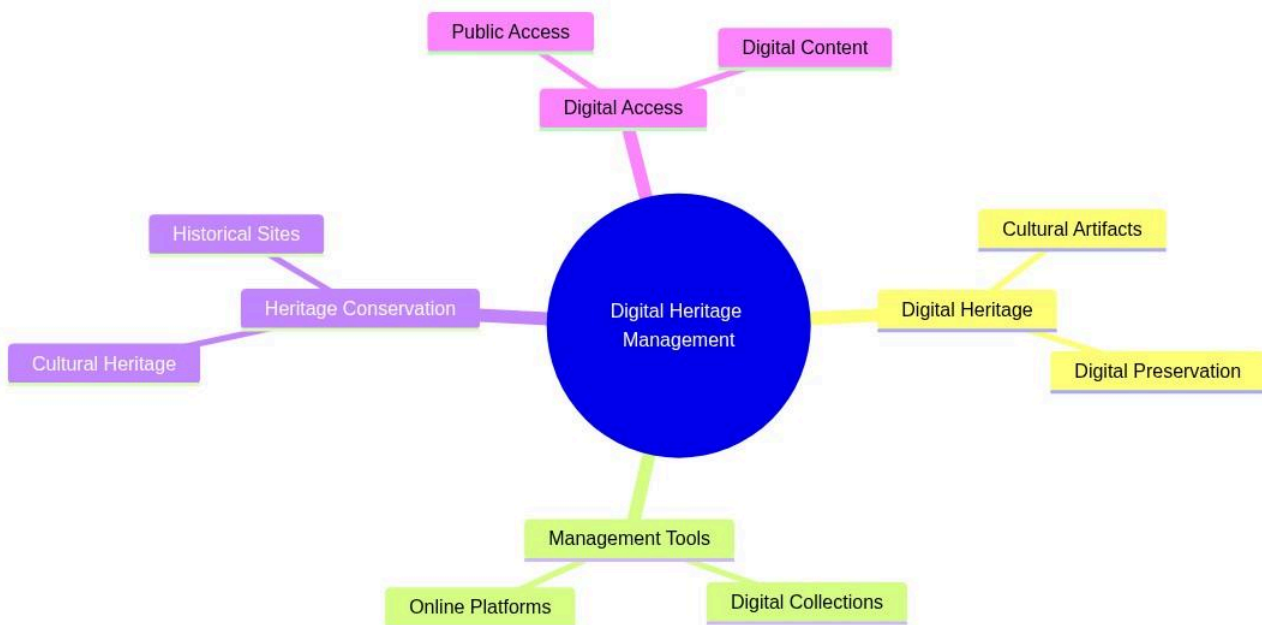 Public Access
Digital Content
Digital Access
Historical Sites
Cultural Artifacts
Heritage Conservation
Digital Heritage
Management
Digital Heritage
Cultural Heritage
Digital Preservation
Management Tools
Online Platforms
Digital Collections